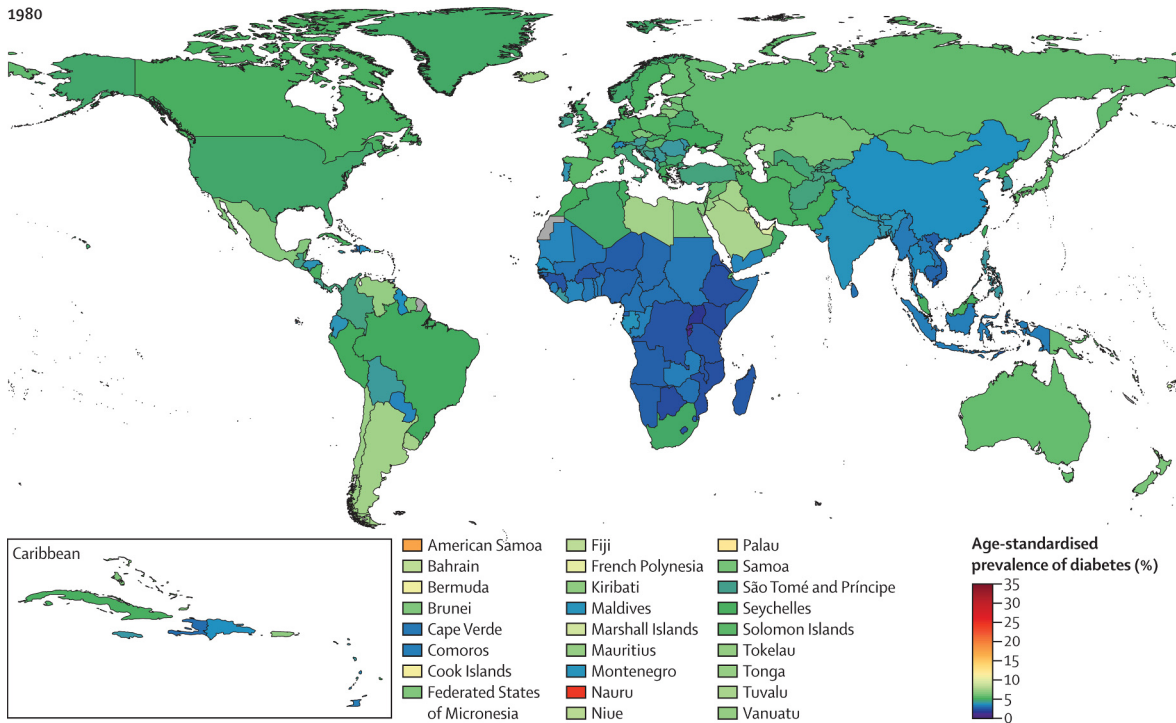 1980
Caribbean
American Samoa
Bahrain
Bermuda
Brunei
Cape Verde
Comoros
Cook Islands
Federated States
of Micronesia
Fiji
French Polynesia
Kiribati
Maldives
Marshall Islands
Mauritius
Montenegro
Nauru
Niue
Palau
Samoa
São Tomé and Príncipe
Seychelles
Solomon Islands
Tokelau
Tonga
Tuvalu
Vanuatu
Age-standardised
prevalence of diabetes (%)
35
30
25
20
15
10
5
0